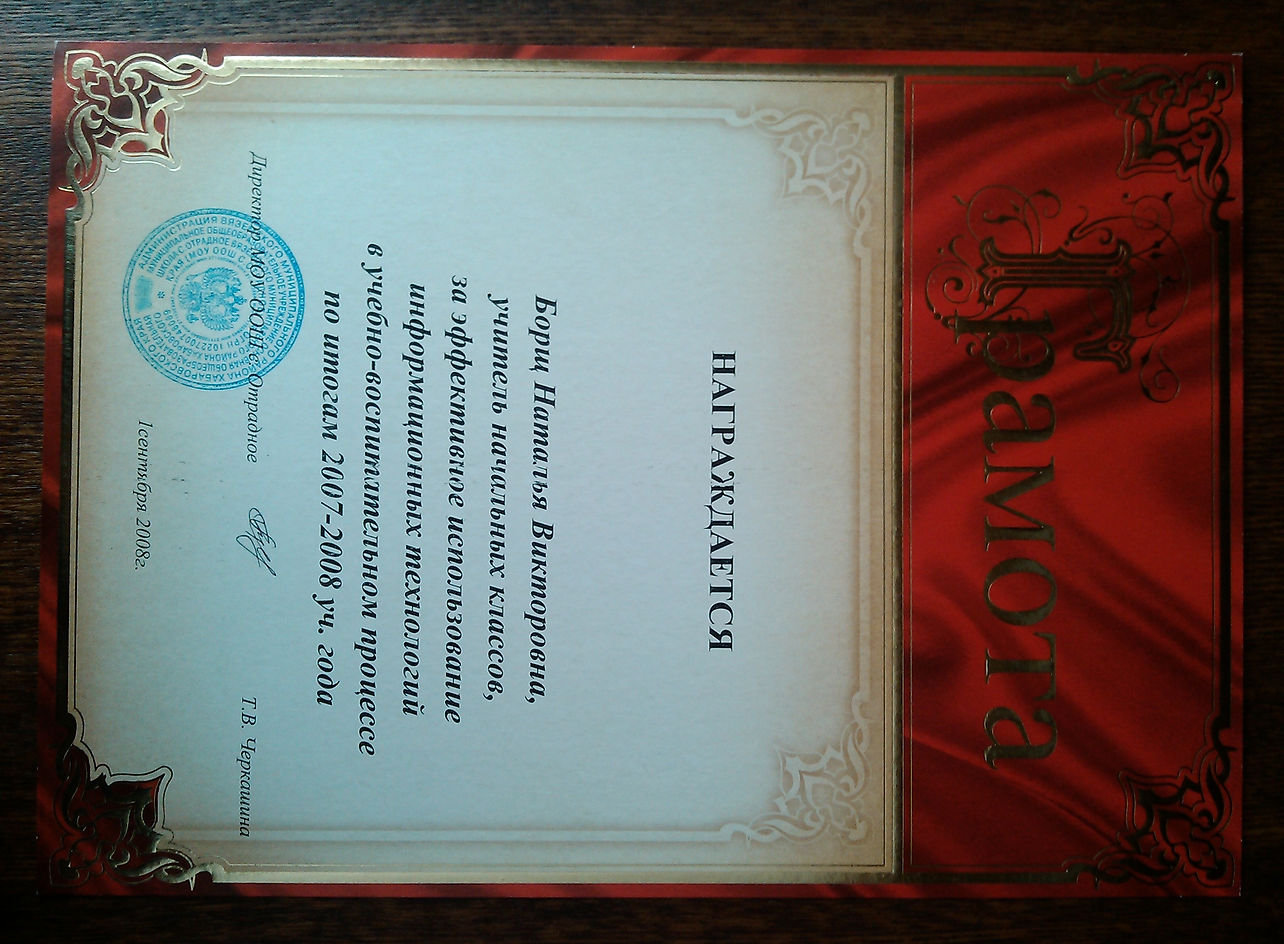 Грамота
НАГРАЖДАЕТСЯ
Борщ Наталья Викторовна,
учитель начальных классов,
за эффективное использование
информационных технологий
в учебно-воспитательном процессе
по итогам 2007-2008 уч. года
Директор МОУ ООШ с. Отрадное Т.В. Черкашина
1сентября 2008г.